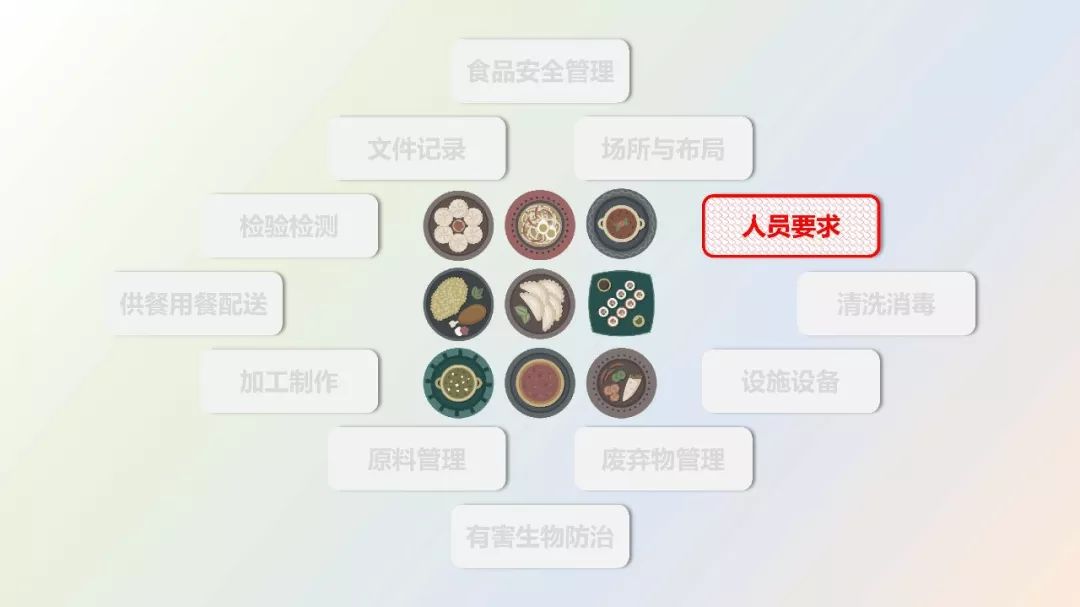 食品安全管理
文件记录
场所与布局
检验检测
人员要求
供餐用餐配送
清洗消毒
加工制作
设施设备
原料管理
废弃物管理
有害生物防治